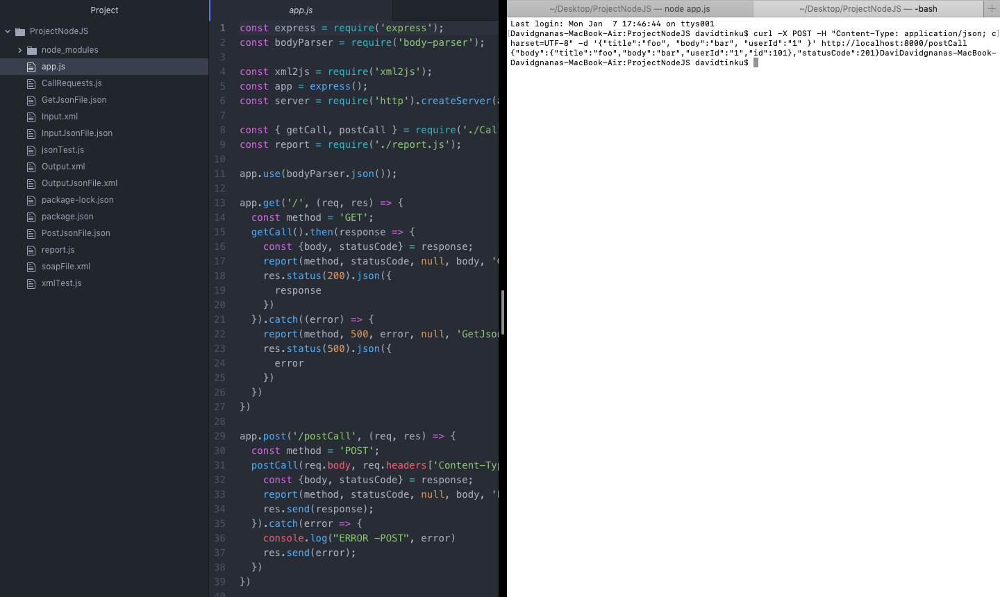 Project
ProjectNodeJS
node_modules
app.js
CallRequests.js
GetJsonFile.json
Input.xml
InputJsonFile.json
jsonTest.js
Output.xml
OutputJsonFile.xml
package-lock.json
package.json
PostJsonFile.json
report.js
soapFile.xml
xmlTest.js
app.js
1 const express = require('express');
2 const bodyParser = require('body-parser');
3
4 const xml2js = require('xml2js');
5 const app = express();
6 const server = require('http').createServer(a
7
8 const { getCall, postCall } = require('./Cal
9 const report = require('./report.js');
10
11 app.use(bodyParser.json());
12
13 app.get('/', (req, res) => {
14 const method = 'GET';
15 getCall().then(response => {
16 const {body, statusCode} = response;
17 report(method, statusCode, null, body, '
18 res.status(200).json({
19 response
20 })
21 }).catch((error) => {
22 report(method, 500, error, null, 'GetJson
23 res.status(500).json({
24 error
25 })
26 })
27 })
28
29 app.post('/postCall', (req, res) => {
30 const method = 'POST';
31 postCall(req.body, req.headers['Content-Typ
32 const {body, statusCode} = response;
33 report(method, statusCode, null, body, '
34 res.send(response);
35 }).catch(error => {
36 console.log("ERROR -POST", error)
37 res.send(error);
38 })
39 })
40
~/Desktop/ProjectNodeJS — node app.js
~/Desktop/ProjectNodeJS — -bash
Last login: Mon Jan  7 17:46:44 on ttys001
[Davidgnanas-MacBook-Air:ProjectNodeJS davidtinku$ curl -X POST -H "Content-Type: application/json; c]
harset=UTF-8" -d '{"title":"foo", "body":"bar", "userId":"1" }' http://localhost:8000/postCall
{"body":{"title":"foo","body":"bar","userId":"1","id":101},"statusCode":201}DaviDavidgnanas-MacBook-
Davidgnanas-MacBook-Air:ProjectNodeJS davidtinku$